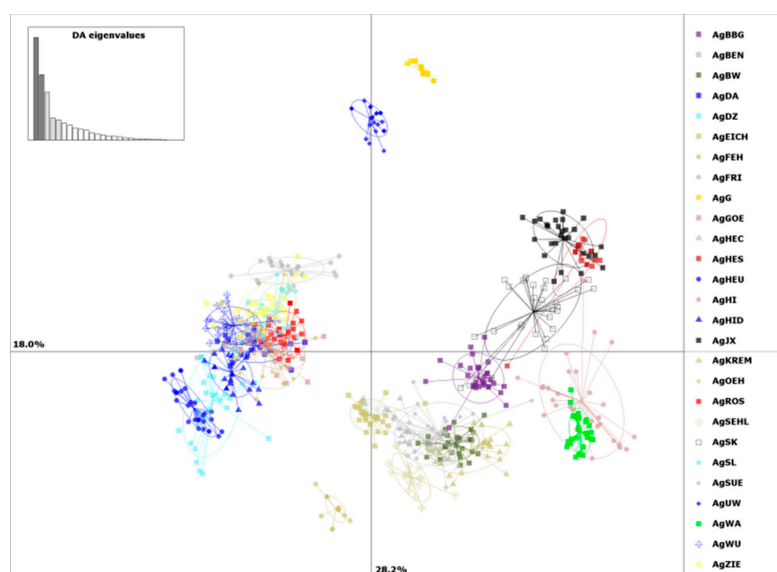 DA eigenvalues
18.0%
28.2%
AgBBG
AgBEN
AgBW
AgDA
AgDZ
AgEICH
AgFEH
AgFRI
AgG
AgGOE
AgHEC
AgHES
AgHEU
AgHI
AgHID
AgJX
AgKREM
AgOEH
AgROS
AgSEHL
AgSK
AgSL
AgSUE
AgUW
AgWA
AgWU
AgZIE